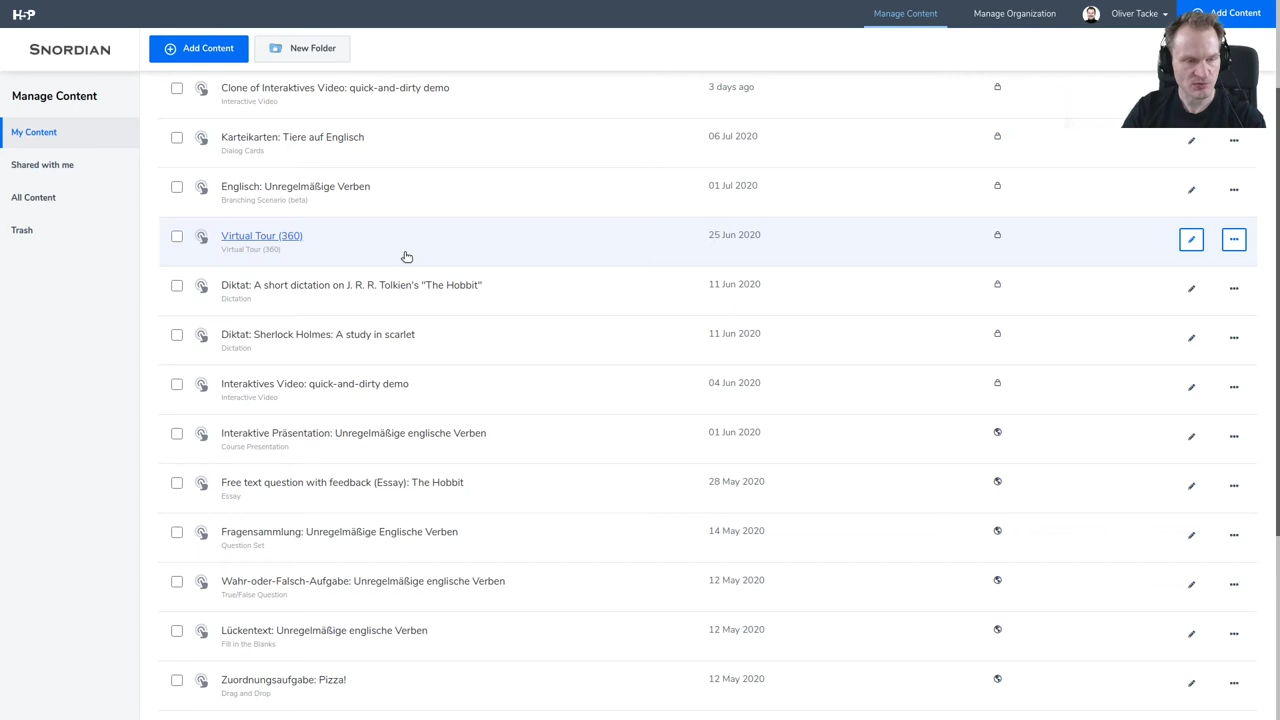 H5P
Manage Content
Manage Organization
Oliver Tacke
Add Content
SNORDIAN
Add Content
New Folder
Manage Content
My Content
Shared with me
All Content
Trash
Clone of Interaktives Video: quick-and-dirty demo
3 days ago
Interactive Video
Karteikarten: Tiere auf Englisch
06 Jul 2020
Dialog Cards
Englisch: Unregelmäßige Verben
01 Jul 2020
Branching Scenario (beta)
Virtual Tour (360)
25 Jun 2020
Virtual Tour (360)
Diktat: A short dictation on J. R. R. Tolkien's "The Hobbit"
11 Jun 2020
Dictation
Diktat: Sherlock Holmes: A study in scarlet
11 Jun 2020
Dictation
Interaktives Video: quick-and-dirty demo
04 Jun 2020
Interactive Video
Interaktive Präsentation: Unregelmäßige englische Verben
01 Jun 2020
Course Presentation
Free text question with feedback (Essay): The Hobbit
28 May 2020
Essay
Fragensammlung: Unregelmäßige Englische Verben
14 May 2020
Question Set
Wahr-oder-Falsch-Aufgabe: Unregelmäßige englische Verben
12 May 2020
True/False Question
Lückentext: Unregelmäßige englische Verben
12 May 2020
Fill in the Blanks
Zuordnungsaufgabe: Pizza!
12 May 2020
Drag and Drop